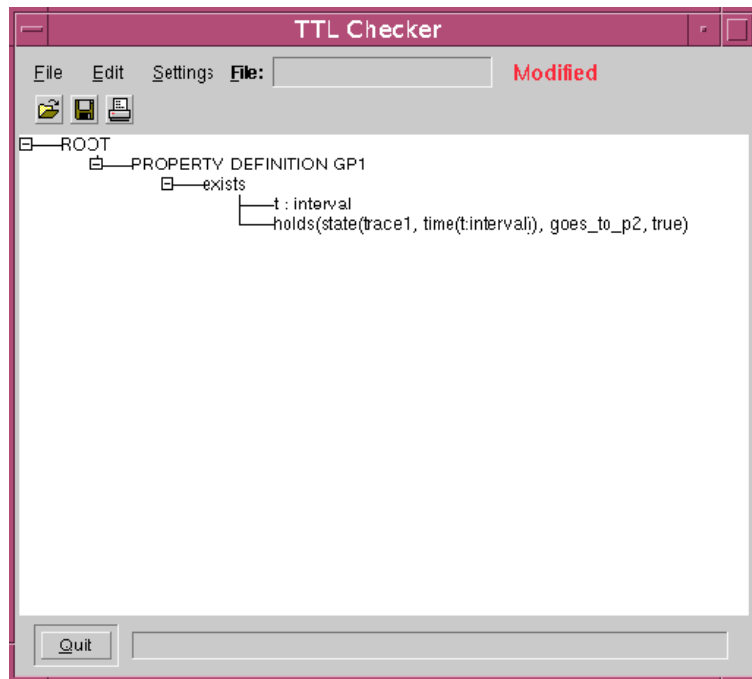 TTL Checker
File Edit Settings File: Modified
ROOT
PROPERTY DEFINITION GP1
exists
t : interval
holds(state(trace1, time(t:interval)), goes_to_p2, true)
Quit